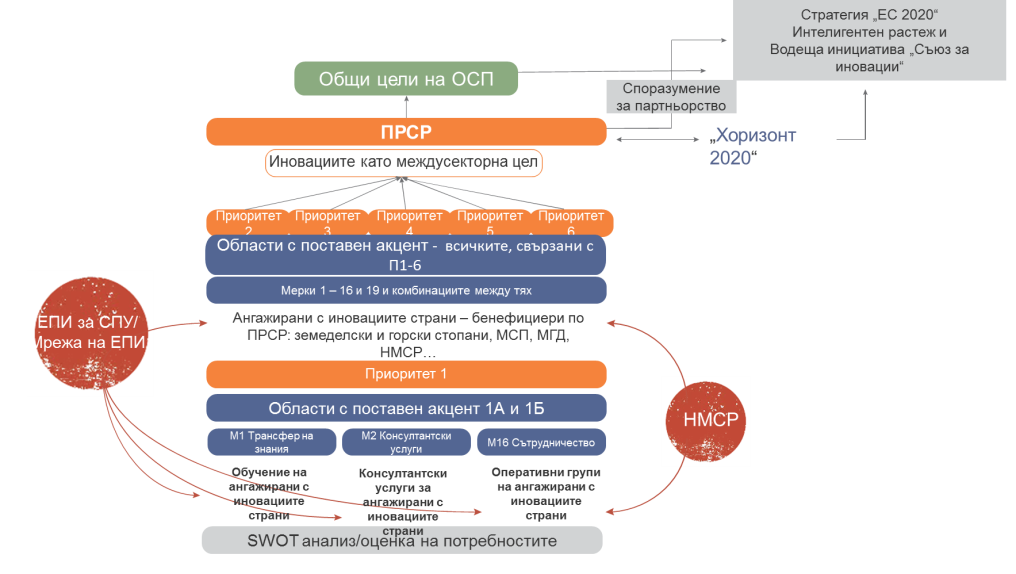 Стратегия „ЕС 2020“
Интелигентен растеж и
Водеща инициатива „Съюз за
иновации“
Общи цели на ОСП
Споразумение
за партньорство
ПРСР
„Хоризонт
2020“
Иновациите като междусекторна цел
Приоритет
2
Приоритет
3
Приоритет
4
Приоритет
5
Приоритет
6
Области с поставен акцент - всичките, свързани с
П1-6
Мерки 1 – 16 и 19 и комбинациите между тях
ЕПИ за СПУ/
Мрежа на ЕПИ
Ангажирани с иновациите страни – бенефициери по
ПРСР: земеделски и горски стопани, МСП, МГД,
НМСР…
Приоритет 1
Области с поставен акцент 1А и 1Б
НМСР
М1 Трансфер на
знания
М2 Консултантски
услуги
М16 Сътрудничество
Обучение на
ангажирани с
иновациите
страни
Консултантски
услуги за
ангажирани с
иновациите
страни
Оперативни групи
на ангажирани с
иновациите
страни
SWOT анализ/оценка на потребностите